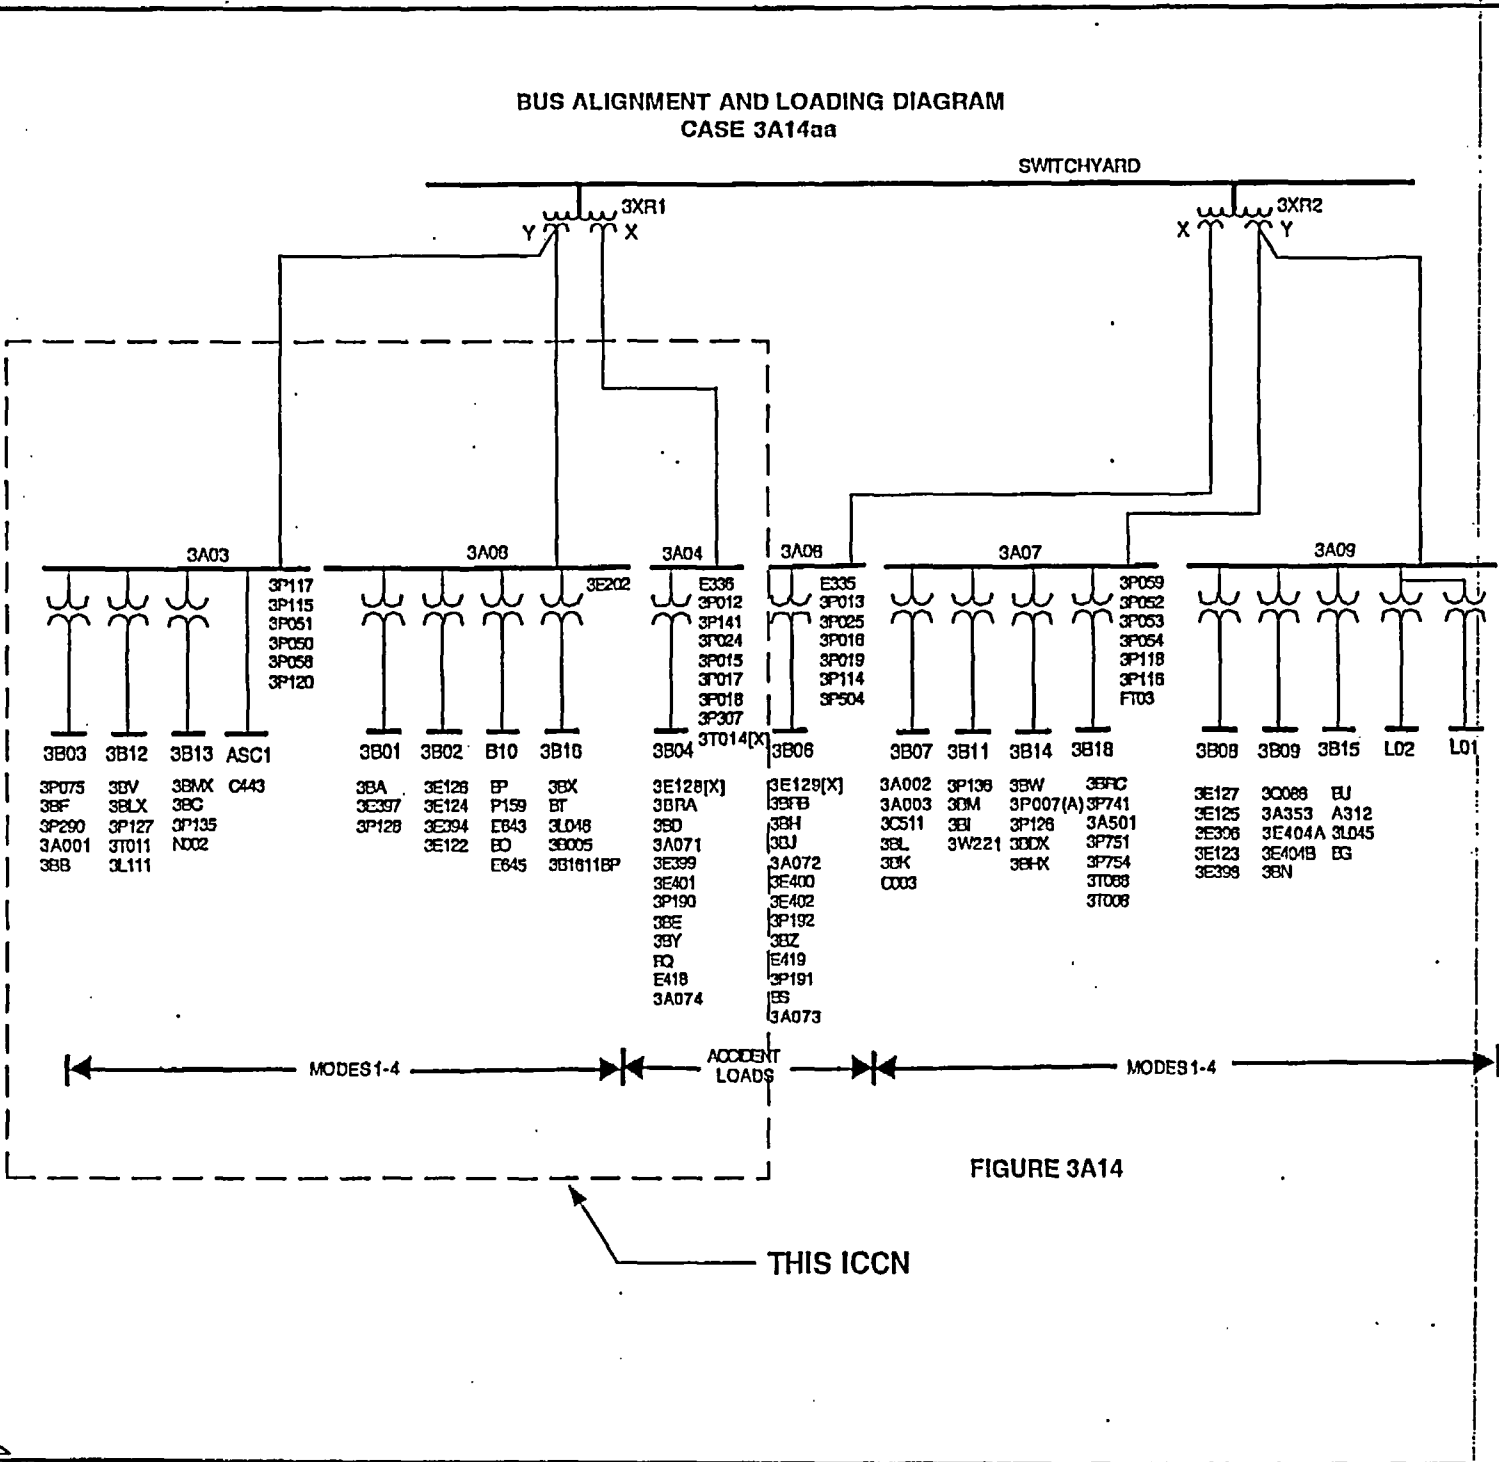 BUS ALIGNMENT AND LOADING DIAGRAM
CASE 3A14aa
SWITCHYARD
3XR1
Y
X
3XR2
X
Y
3A03
3P117
3P115
3P051
3P050
3P058
3P120
3A08
3E202
3A04
E336
3P012
3P141
3P024
3P015
3P017
3P018
3P307
3T014[X]
3A06
E335
3P013
3P025
3P016
3P019
3P114
3P504
3A07
3P059
3P052
3P053
3P054
3P118
3P116
FT03
3A09
3B03
3P075
3BF
3P290
3A001
3BB
3B12
3BV
3BLX
3P127
3T011
3L111
3B13
3BMX
3BC
3P135
N002
ASC1
C443
3B01
3BA
3E397
3P128
3B02
3E126
3E124
3E394
3E122
B10
BP
P159
E643
BO
E645
3B16
3BX
BT
3L046
3B005
3B1611BP
3B04
3E128[X]
3BRA
3BD
3A071
3E399
3E401
3P190
3BE
3BY
BQ
E418
3A074
3B06
3E129[X]
3BRB
3BH
3BJ
3A072
3E400
3E402
3P192
3BZ
E419
3P191
BS
3A073
3B07
3A002
3A003
3C511
3BL
3BK
C003
3B11
3P136
3BM
3BI
3W221
3B14
3BW
3P007(A)
3P126
3BDX
3BHX
3B18
3BRC
3P741
3A501
3P751
3P754
3T068
3T006
3B08
3E127
3E125
3E396
3E123
3E398
3B09
3C086
3A353
3E404A
3E404B
3BN
3B15
BU
A312
3L045
BG
L02
L01
MODES 1-4
ACCIDENT
LOADS
MODES 1-4
FIGURE 3A14
THIS ICCN